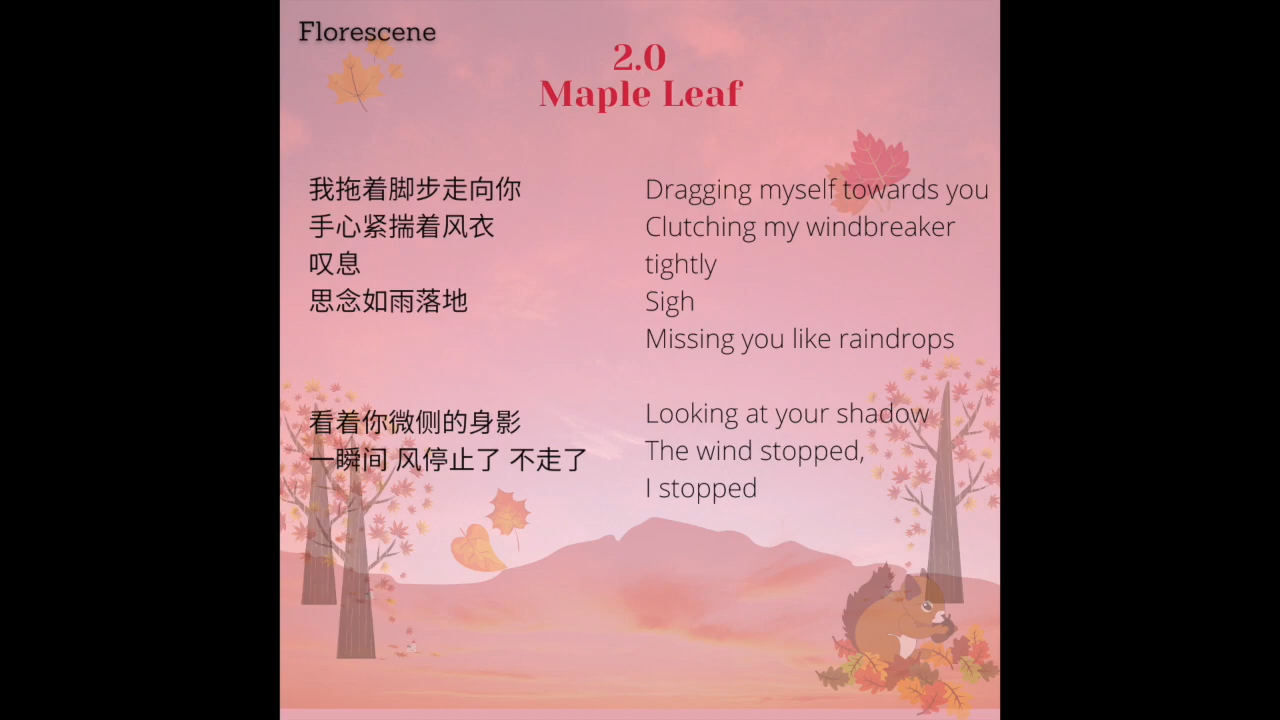 Florescene
2.0
Maple Leaf
我拖着脚步走向你
手心紧揣着风衣
叹息
思念如雨落地
看着你微侧的身影
一瞬间 风停止了 不走了
Dragging myself towards you
Clutching my windbreaker
tightly
Sigh
Missing you like raindrops
Looking at your shadow
The wind stopped,
I stopped